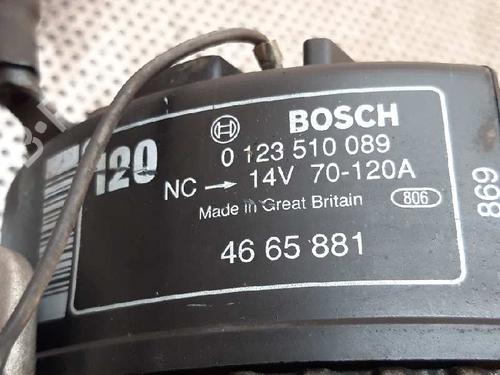 120
BOSCH
0 123 510 089
NC → 14V 70-120A
Made in Great Britain 806
46 65 881
869